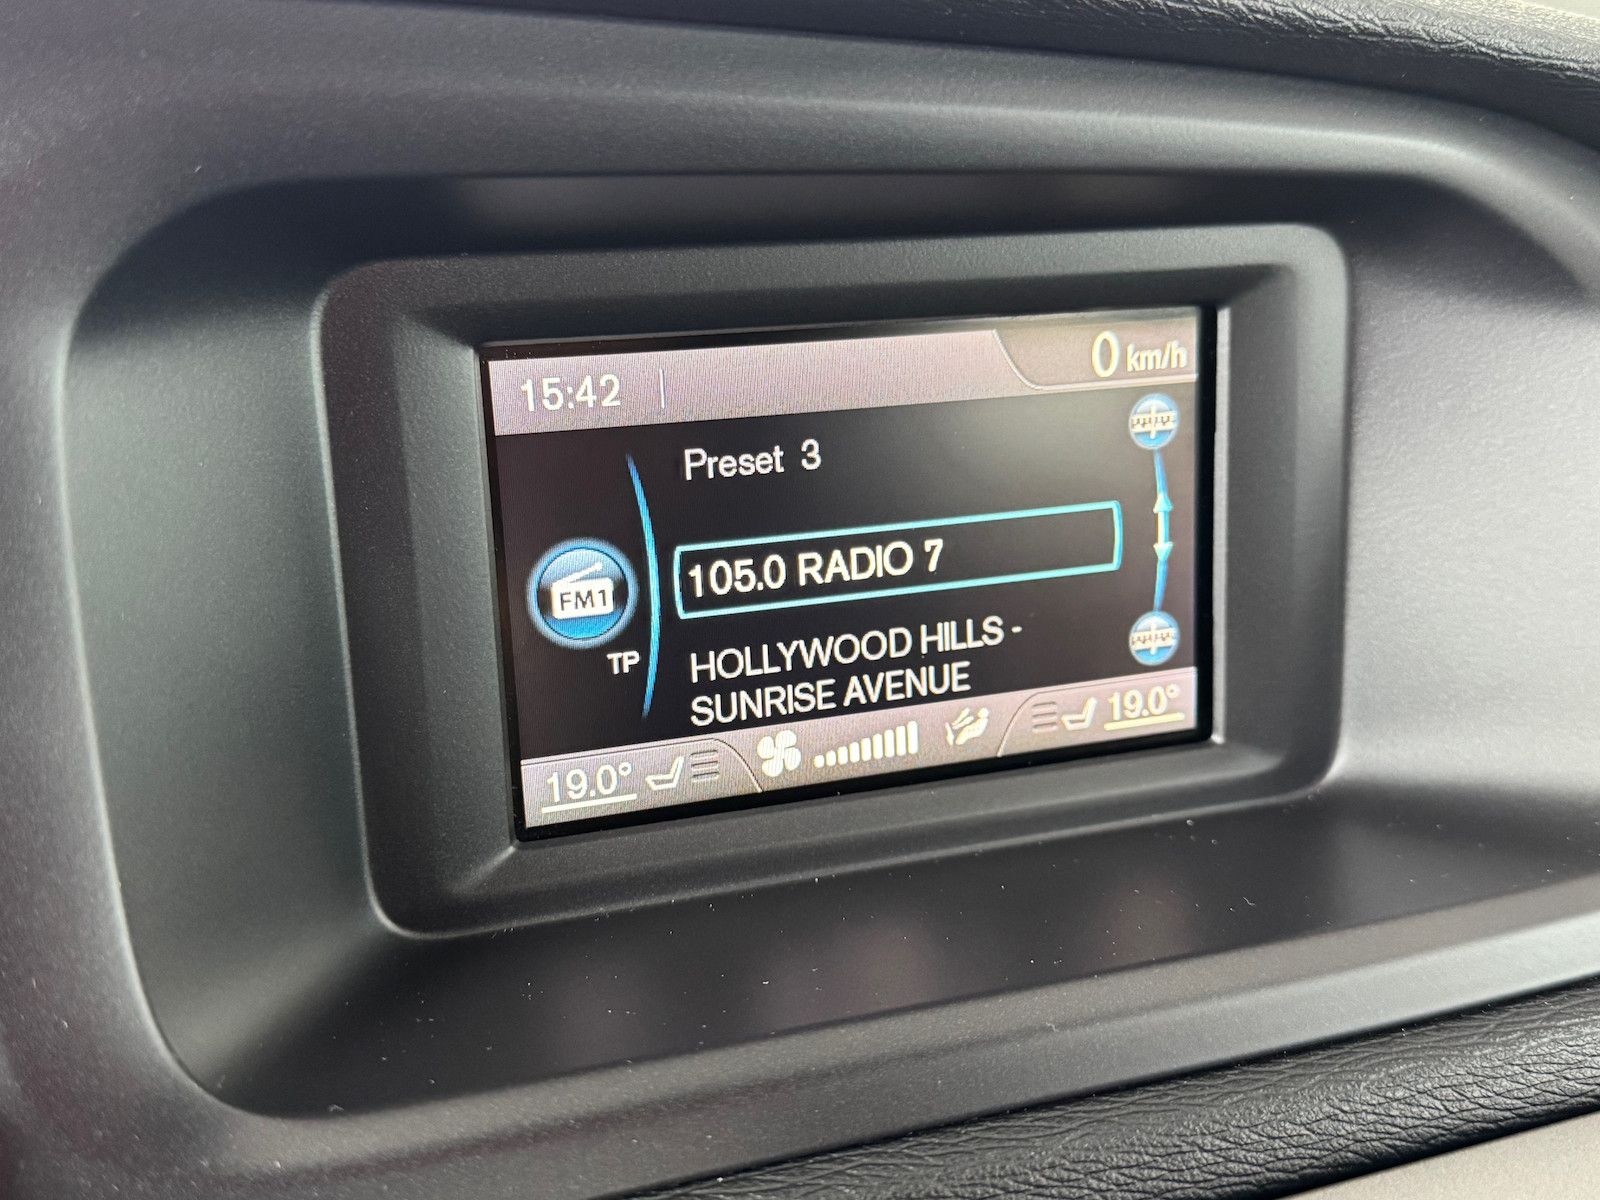 15:42
0 km/h
Preset 3
105.0 RADIO 7
FM1
TP
HOLLYWOOD HILLS -
SUNRISE AVENUE
19.0°
19.0°